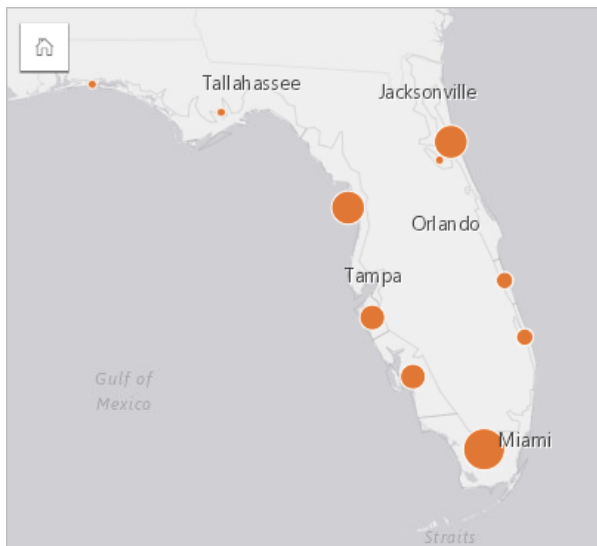 Tallahassee
Jacksonville
Orlando
Tampa
Gulf of
Mexico
Miami
Straits